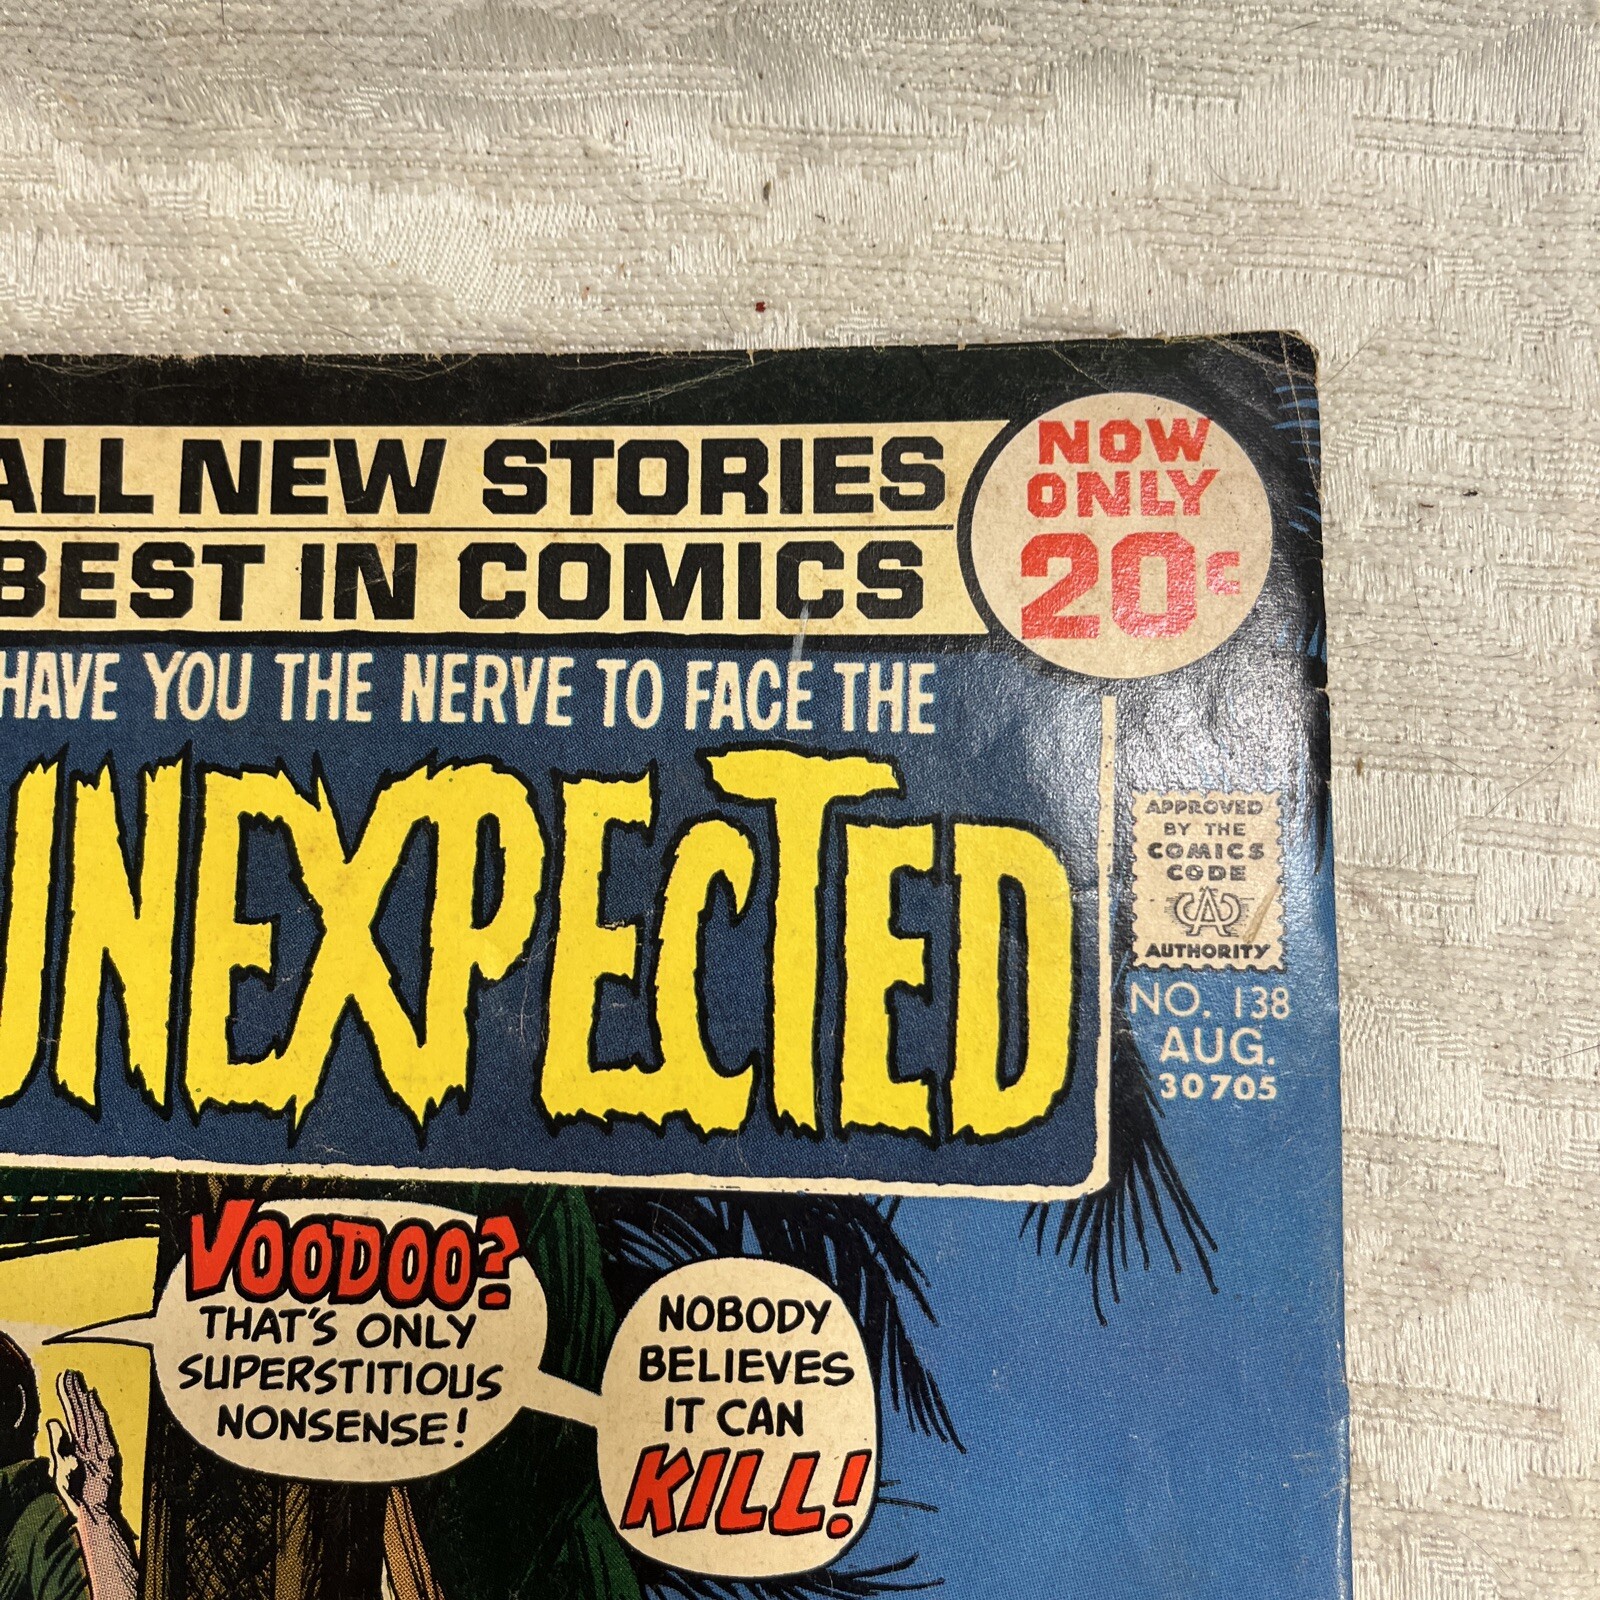 ALL NEW STORIES
BEST IN COMICS
NOW
ONLY
20¢
HAVE YOU THE NERVE TO FACE THE
UNEXPECTED
APPROVED
BY THE
COMICS
CODE
CA
AUTHORITY
NO. 138
AUG.
30705
VOODOO?
THAT'S ONLY
SUPERSTITIOUS
NONSENSE!
NOBODY
BELIEVES
IT CAN
KILL!